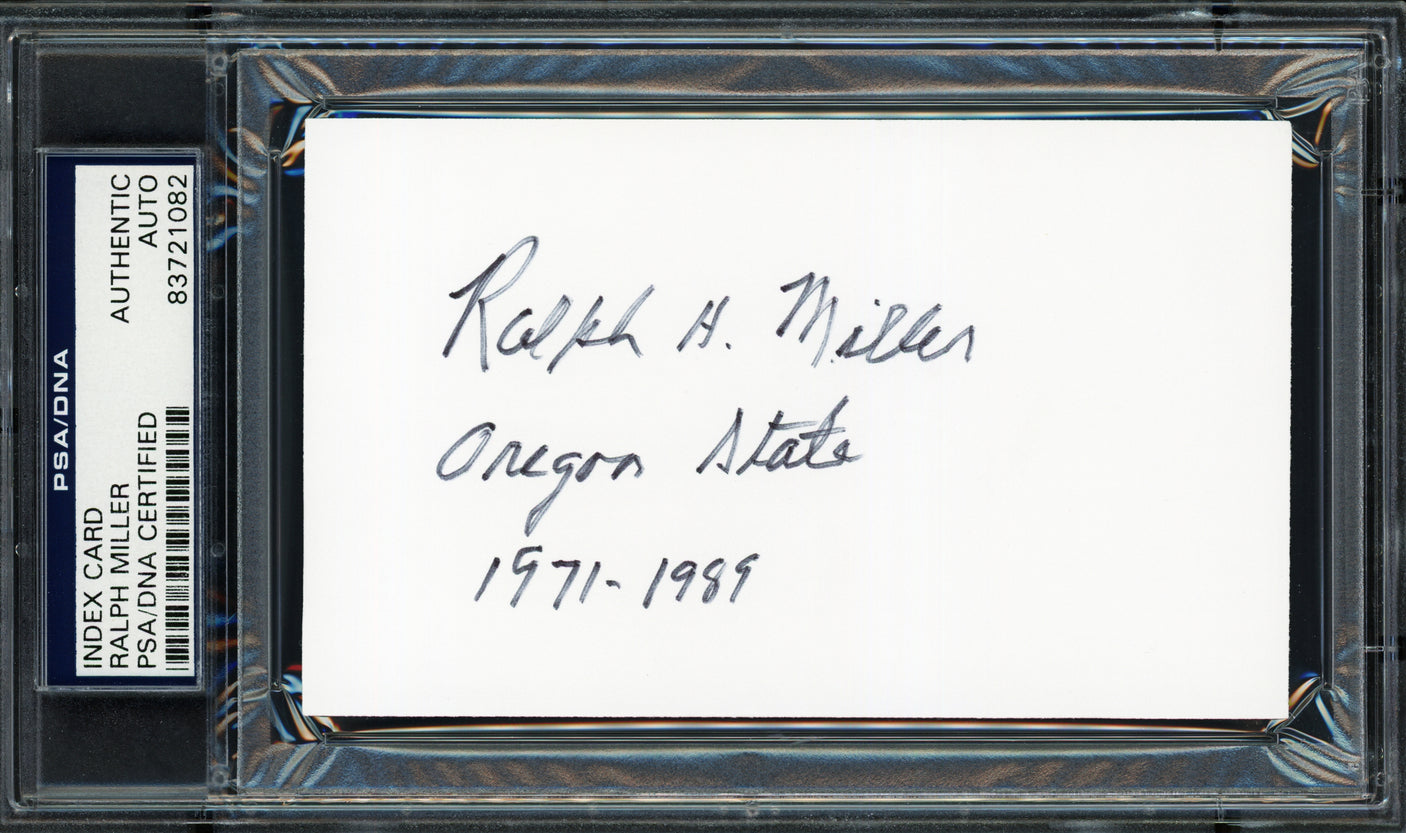 PSA/DNA
INDEX CARD
RALPH MILLER
PSA/DNA CERTIFIED
AUTHENTIC
AUTO
83721082
Ralph H. Miller
Oregon State
1971-1989